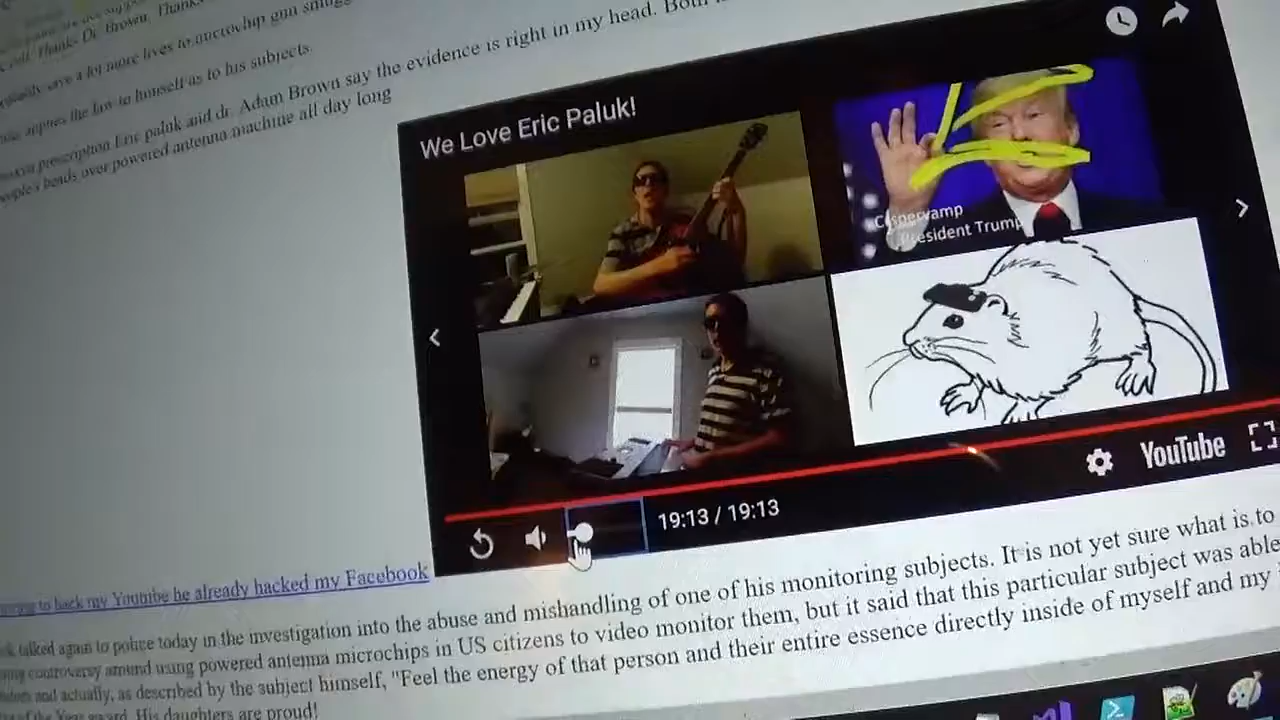 Dr. Brown. Thank
save a lot more lives to microchip gun
applies the law to himself as to his subjects.
prescription Eric paluk and dr. Adam Brown say the evidence is right in my head. Both
people's heads over powered antenna machine all day long
We Love Eric Paluk!
Caspervamp
President Trump
YouTube
19:13 / 19:13
to hack my Youtube he already hacked my Facebook
talked again to police today in the investigation into the abuse and mishandling of one of his monitoring subjects. It is not yet sure what is to
controversy around using powered antenna microchips in US citizens to video monitor them, but it said that this particular subject was able
and actually, as described by the subject himself, "Feel the energy of that person and their entire essence directly inside of myself and my
of the Year award. His daughters are proud!